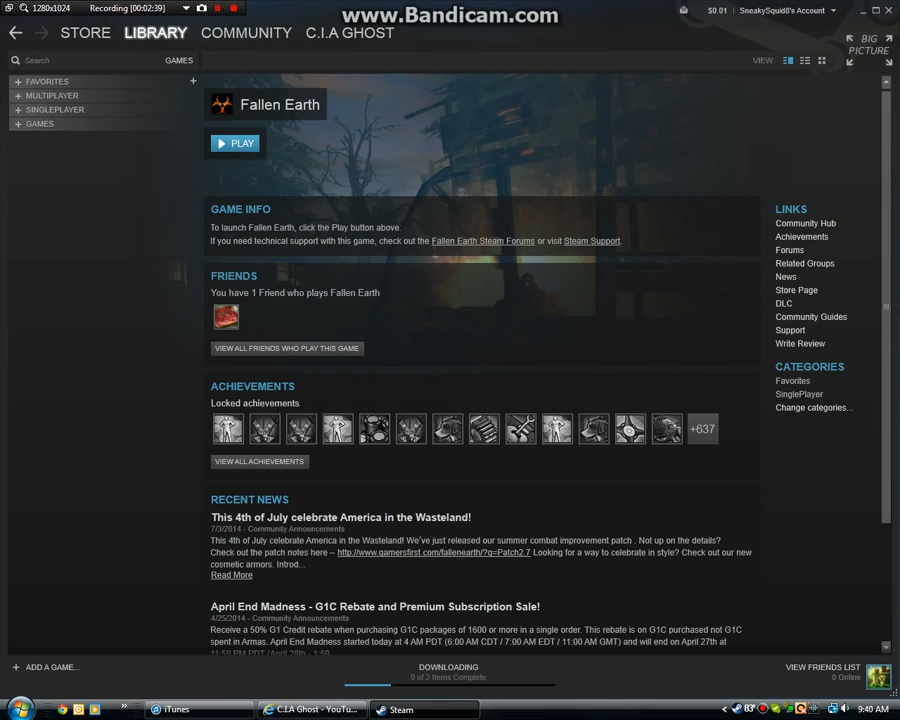 1280x1024 Recording [00:02:39]
www.Bandicam.com
$0.01 SneakySquid8's Account
STORE LIBRARY COMMUNITY C.I.A GHOST
BIG PICTURE
Search GAMES
VIEW
FAVORITES
MULTIPLAYER
SINGLEPLAYER
GAMES
Fallen Earth
PLAY
GAME INFO
To launch Fallen Earth, click the Play button above.
If you need technical support with this game, check out the Fallen Earth Steam Forums or visit Steam Support.
FRIENDS
You have 1 Friend who plays Fallen Earth
VIEW ALL FRIENDS WHO PLAY THIS GAME
ACHIEVEMENTS
Locked achievements
+637
VIEW ALL ACHIEVEMENTS
RECENT NEWS
This 4th of July celebrate America in the Wasteland!
7/3/2014 - Community Announcements
This 4th of July celebrate America in the Wasteland! We've just released our summer combat improvement patch . Not up on the details?
Check out the patch notes here – http://www.gamersfirst.com/fallenearth/?q=Patch2.7 Looking for a way to celebrate in style? Check out our new
cosmetic armors. Introd...
Read More
April End Madness - G1C Rebate and Premium Subscription Sale!
4/25/2014 - Community Announcements
Receive a 50% G1 Credit rebate when purchasing G1C packages of 1600 or more in a single order. This rebate is on G1C purchased not G1C
spent in Armas. April End Madness started today at 4 AM PDT (6:00 AM CDT / 7:00 AM EDT / 11:00 AM GMT) and will end on April 27th at
11:59 PM PDT (April 28th - 1:59
LINKS
Community Hub
Achievements
Forums
Related Groups
News
Store Page
DLC
Community Guides
Support
Write Review
CATEGORIES
Favorites
SinglePlayer
Change categories...
ADD A GAME...
DOWNLOADING
0 of 2 Items Complete
VIEW FRIENDS LIST
9 Online
iTunes
C.I.A Ghost - YouTu...
Steam
83°
9:40 AM